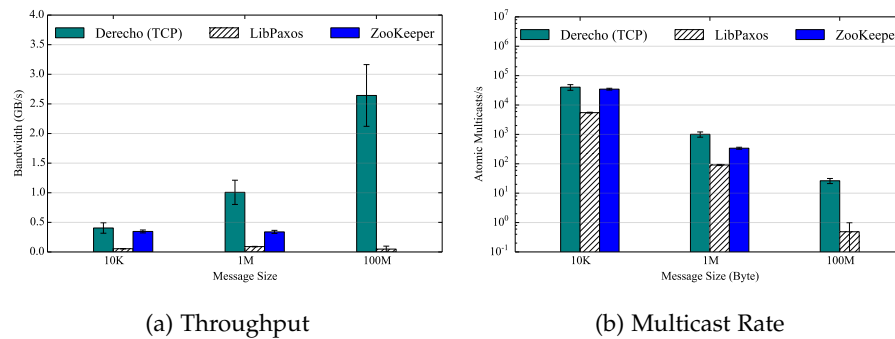 Derecho (TCP) LibPaxos ZooKeeper
4.0
3.5
3.0
2.5
2.0
1.5
1.0
0.5
0.0
Bandwidth (GB/s)
10K 1M 100M
Message Size
(a) Throughput
Derecho (TCP) LibPaxos ZooKeeper
10^7
10^6
10^5
10^4
10^3
10^2
10^1
10^0
10^-1
Atomic Multicasts/s
10K 1M 100M
Message Size (Byte)
(b) Multicast Rate